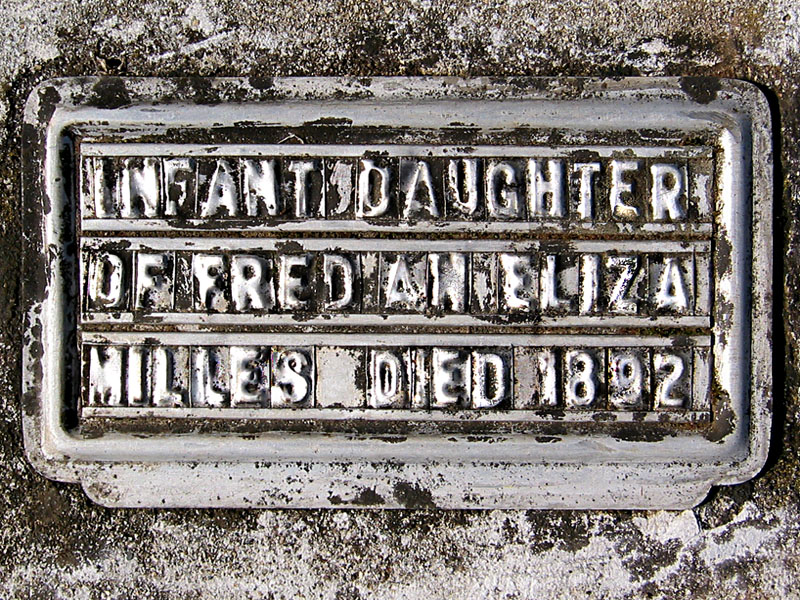 INFANT DAUGHTER
OF FRED AN ELIZA
MILLES DIED 1892